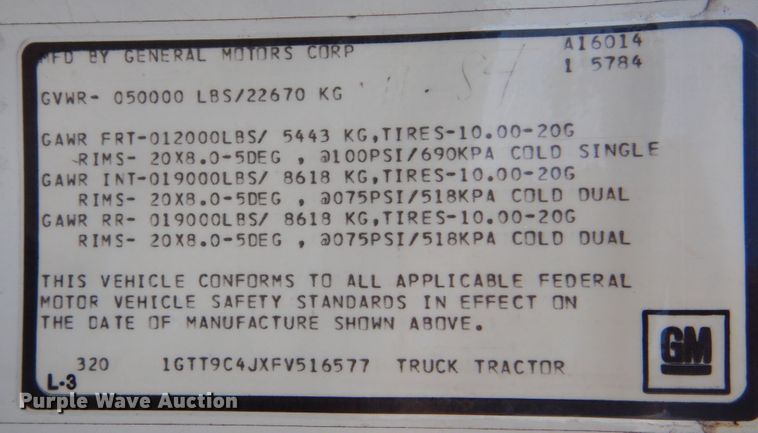 MFD BY GENERAL MOTORS CORP A16014
1 5784
GVWR- 050000 LBS/22670 KG
GAWR FRT-012000LBS/ 5443 KG,TIRES-10.00-20G
RIMS- 20X8.0-5DEG , @100PSI/690KPA COLD SINGLE
GAWR INT-019000LBS/ 8618 KG,TIRES-10.00-20G
RIMS- 20X8.0-5DEG , @075PSI/518KPA COLD DUAL
GAWR RR- 019000LBS/ 8618 KG,TIRES-10.00-20G
RIMS- 20X8.0-5DEG , @075PSI/518KPA COLD DUAL
THIS VEHICLE CONFORMS TO ALL APPLICABLE FEDERAL
MOTOR VEHICLE SAFETY STANDARDS IN EFFECT ON
THE DATE OF MANUFACTURE SHOWN ABOVE.
GM
320 1GTT9C4JXFV516577 TRUCK TRACTOR
L-3
Purple Wave Auction